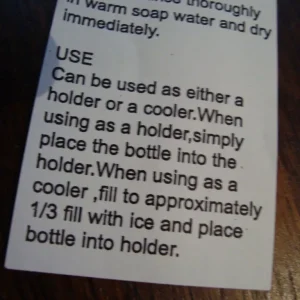 thoroughly
in warm soap water and dry
immediately.
USE
Can be used as either a
holder or a cooler.When
using as a holder,simply
place the bottle into the
holder.When using as a
cooler ,fill to approximately
1/3 fill with ice and place
bottle into holder.